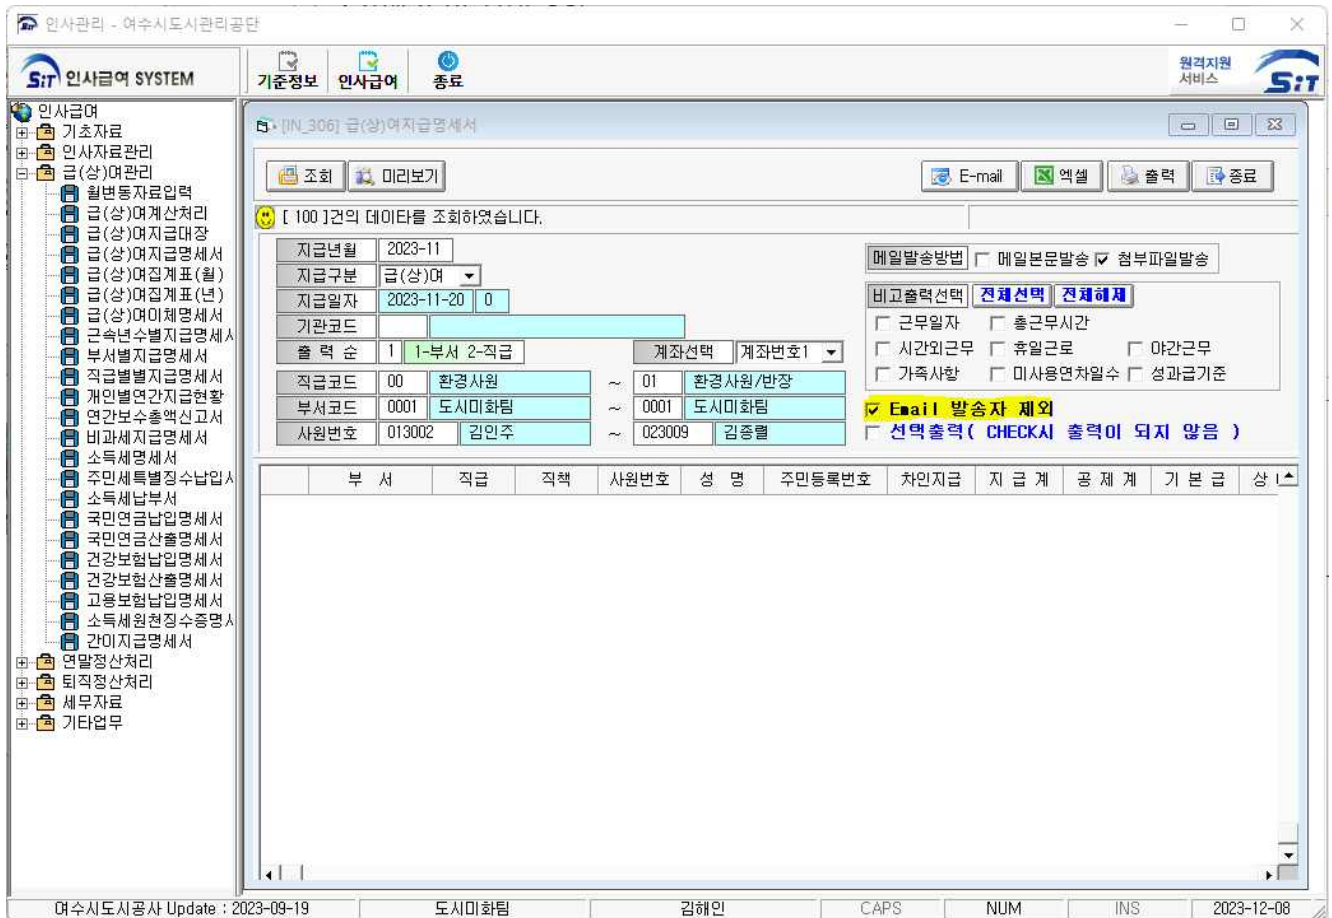 인사관리 - 여수시도시관리공단
SiT 인사급여 SYSTEM
기준정보
인사급여
종료
원격지원
서비스
SiT
인사급여
기초자료
인사자료관리
급(상)여관리
월변동자료입력
급(상)여계산처리
급(상)여지급대장
급(상)여지급명세서
급(상)여집계표(월)
급(상)여집계표(년)
급(상)여이체명세서
근속년수별지급명세서
부서별지급명세서
직급별별지급명세서
개인별연간지급현황
연간보수총액신고서
비과세지급명세서
소득세명세서
주민세특별징수납입서
소득세납부서
국민연금납입명세서
국민연금산출명세서
건강보험납입명세서
건강보험산출명세서
고용보험납입명세서
소득세원천징수증명서
간이지급명세서
연말정산처리
퇴직정산처리
세무자료
기타업무
[IN_306] 급(상)여지급명세서
조회 미리보기 E-mail 엑셀 출력 종료
[ 100 ]건의 데이타를 조회하였습니다.
지급년월 2023-11
지급구분 급(상)여
지급일자 2023-11-20 0
기관코드
출 력 순 1 1-부서 2-직급 계좌선택 계좌번호1
직급코드 00 환경사원 ~ 01 환경사원/반장
부서코드 0001 도시미화팀 ~ 0001 도시미화팀
사원번호 013002 김인주 ~ 023009 김종렬
메일발송방법 메일본문발송 첨부파일발송
비고출력선택 전체선택 전체해제
근무일자 총근무시간
시간외근무 휴일근로 야간근무
가족사항 미사용연차일수 성과급기준
Email 발송자 제외
선택출력( CHECK시 출력이 되지 않음 )
부 서 직급 직책 사원번호 성 명 주민등록번호 차인지급 지 급 계 공 제 계 기 본 급 상
여수시도시공사 Update : 2023-09-19 도시미화팀 김해인 CAPS NUM INS 2023-12-08